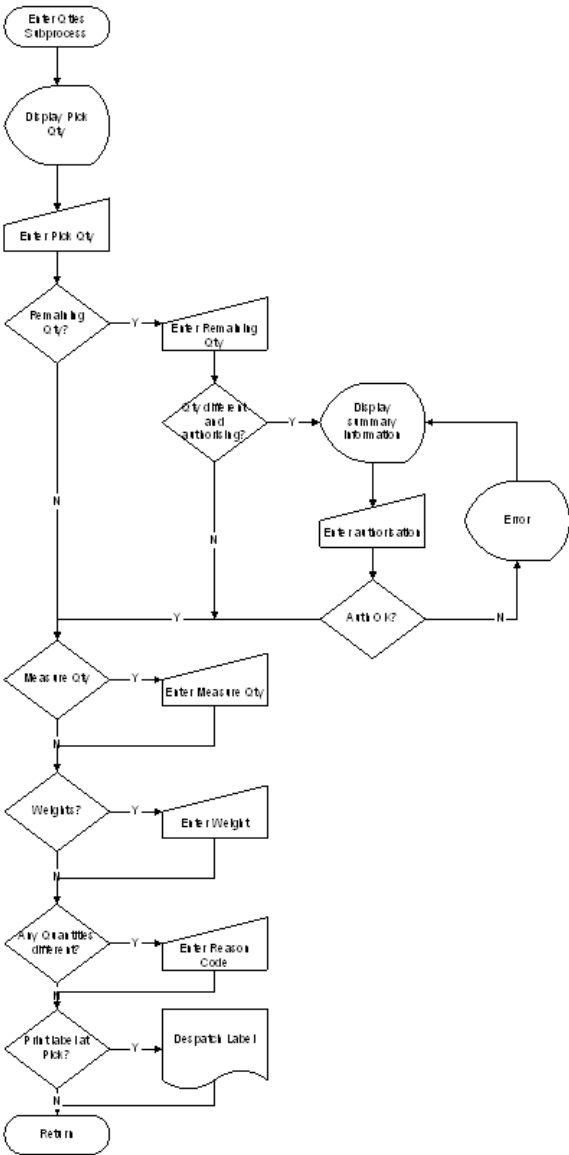 Enter Qties
Subprocess
Display Pick
Qty
Enter Pick Qty
Remaining
Qty?
Y
Enter Remaining
Qty
Qty different
and
authorising?
Y
Display
summary
Information
N
N
Enter authorisation
Error
Y
Auth OK?
N
Measure Qty
Y
Enter Measure Qty
N
Weights?
Y
Enter Weight
N
Any Quantities
different?
Y
Enter Reason
Code
N
Print label at
Pick?
Y
Despatch Label
N
Return